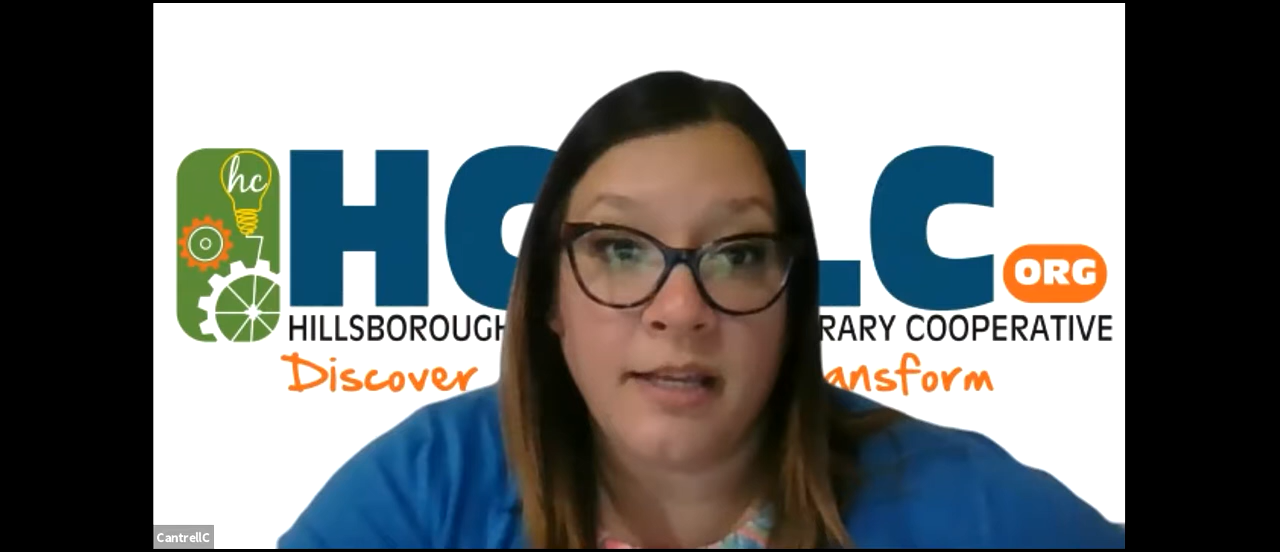 hc
HC LC
ORG
HILLSBOROUGH RARY COOPERATIVE
Discover ansform
CantrellC